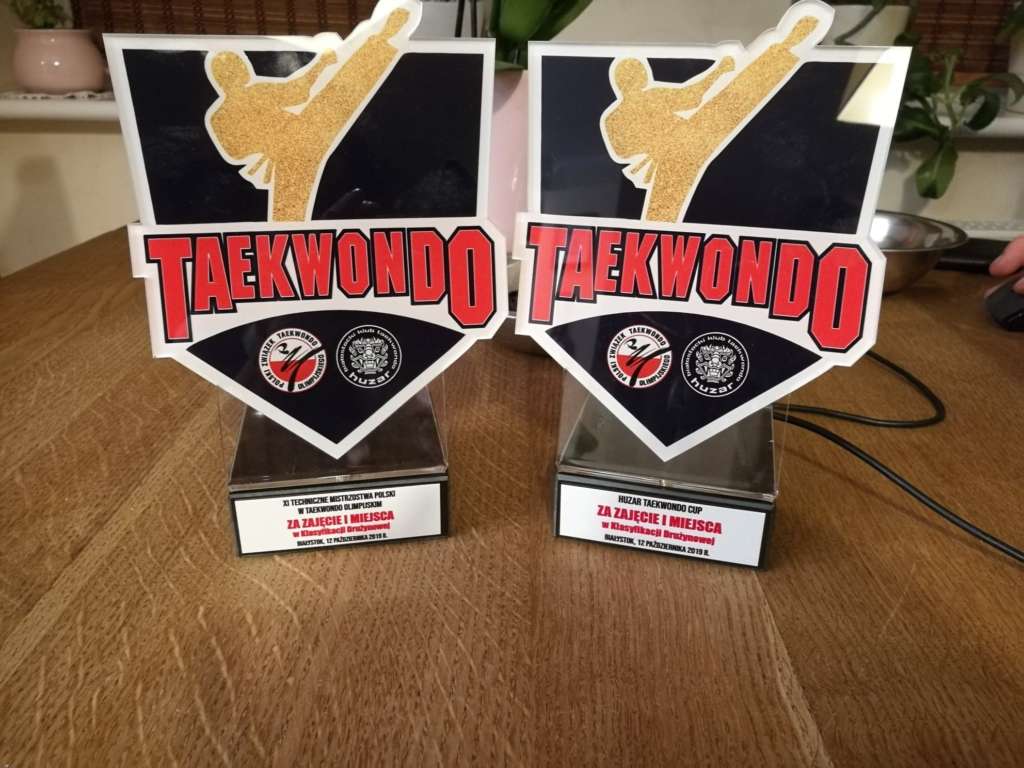 TAEKWONDO
POLSKI ZWIĄZEK TAEKWONDO OLIMPIJSKIEGO
huzar
XI TECHNICZNE MISTRZOSTWA POLSKI
W TAEKWONDO OLIMPIJSKIM
ZA ZAJĘCIE I MIEJSCA
w Klasyfikacji Drużynowej
BIAŁYSTOK, 12 PAŹDZIERNIKA 2019 R.
TAEKWONDO
POLSKI ZWIĄZEK TAEKWONDO OLIMPIJSKIEGO
huzar
HUZAR TAEKWONDO CUP
ZA ZAJĘCIE I MIEJSCA
w Klasyfikacji Drużynowej
BIAŁYSTOK, 12 PAŹDZIERNIKA 2019 R.